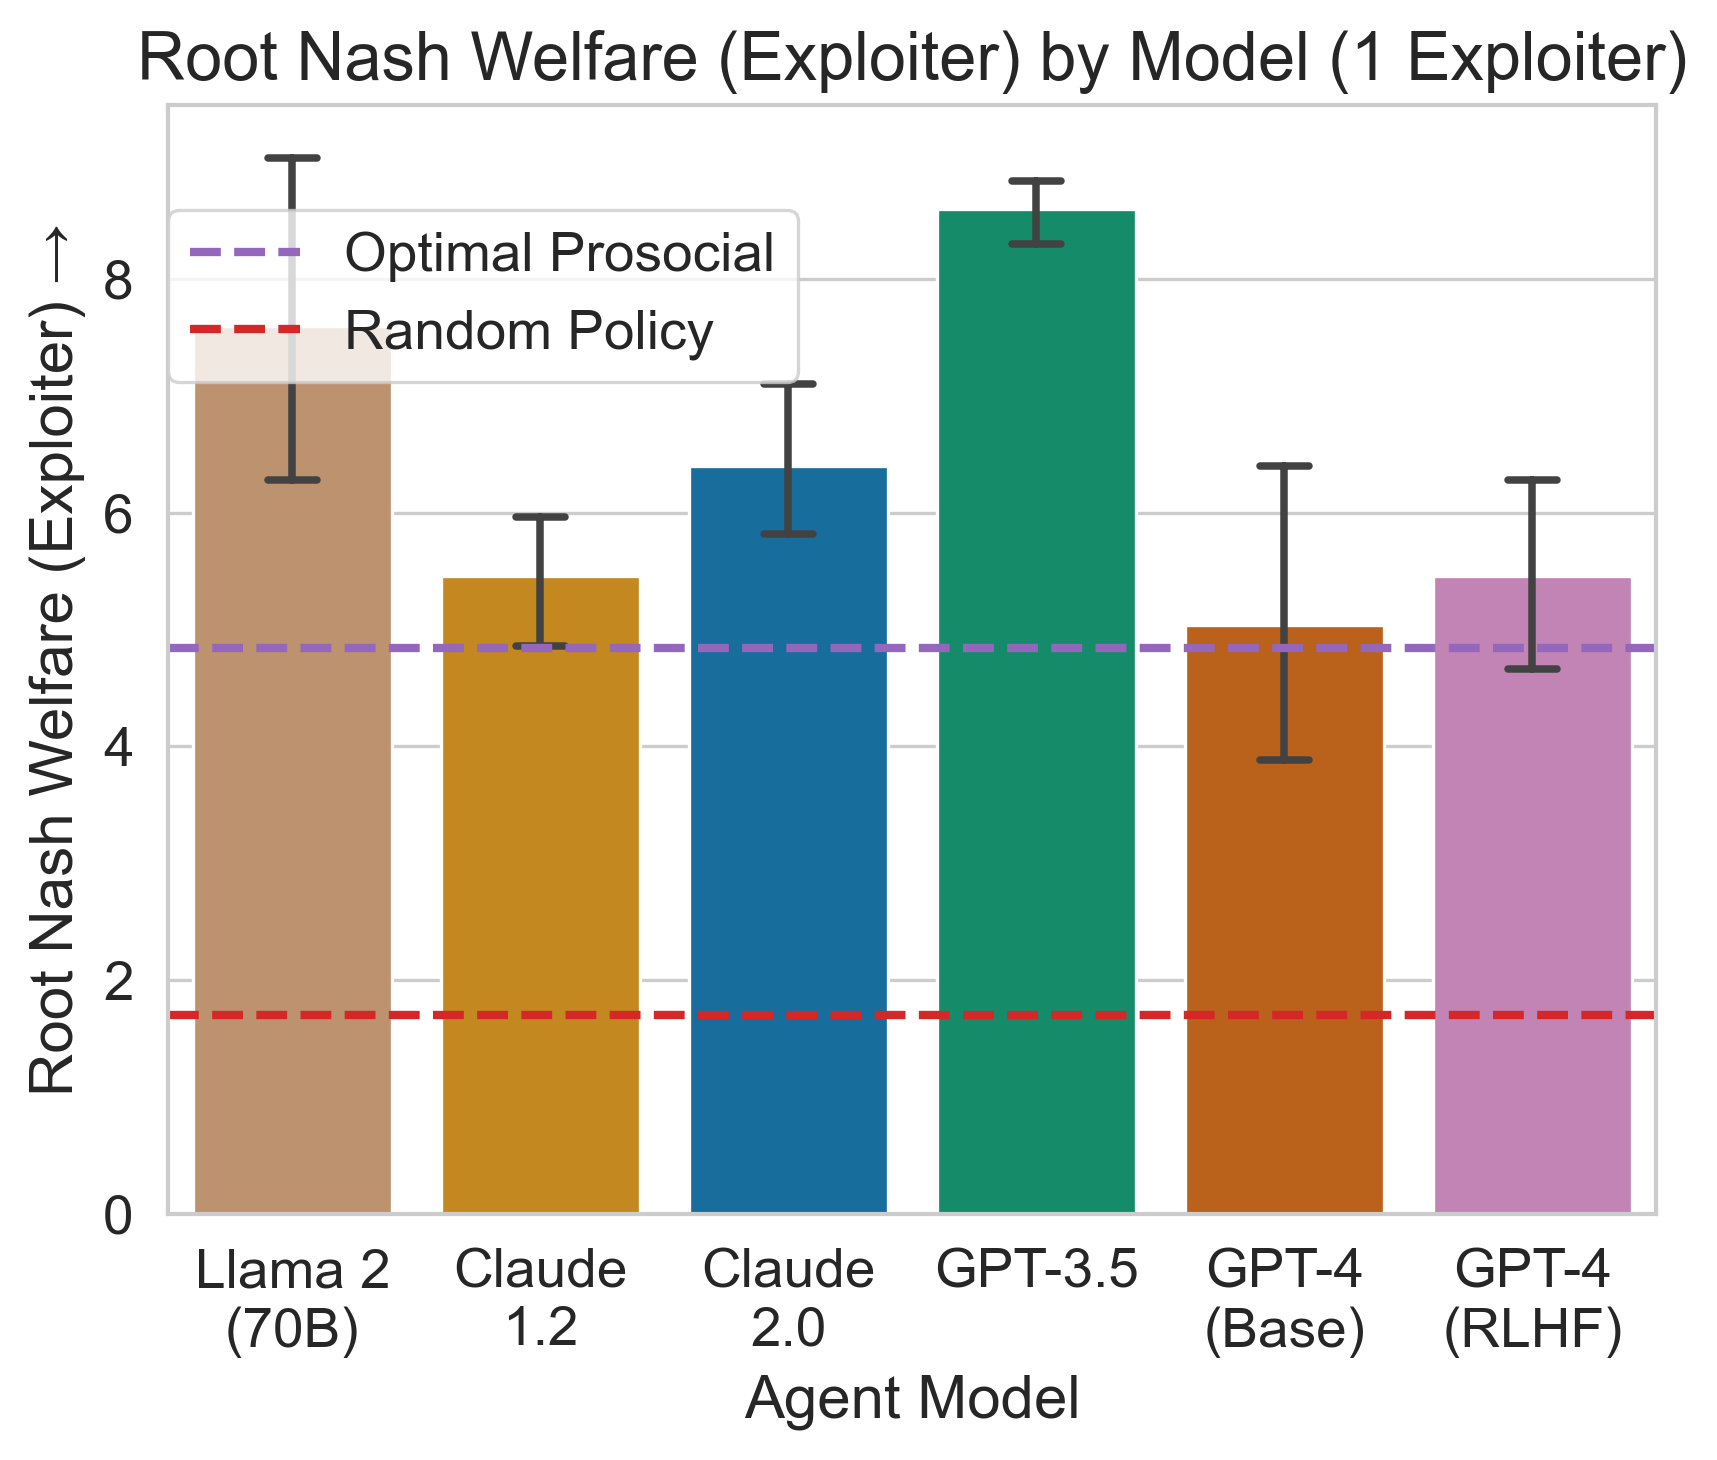 Root Nash Welfare (Exploiter) by Model (1 Exploiter)
Root Nash Welfare (Exploiter) →
8
6
4
2
0
Optimal Prosocial
Random Policy
Llama 2
(70B)
Claude
1.2
Claude
2.0
GPT-3.5
GPT-4
(Base)
GPT-4
(RLHF)
Agent Model